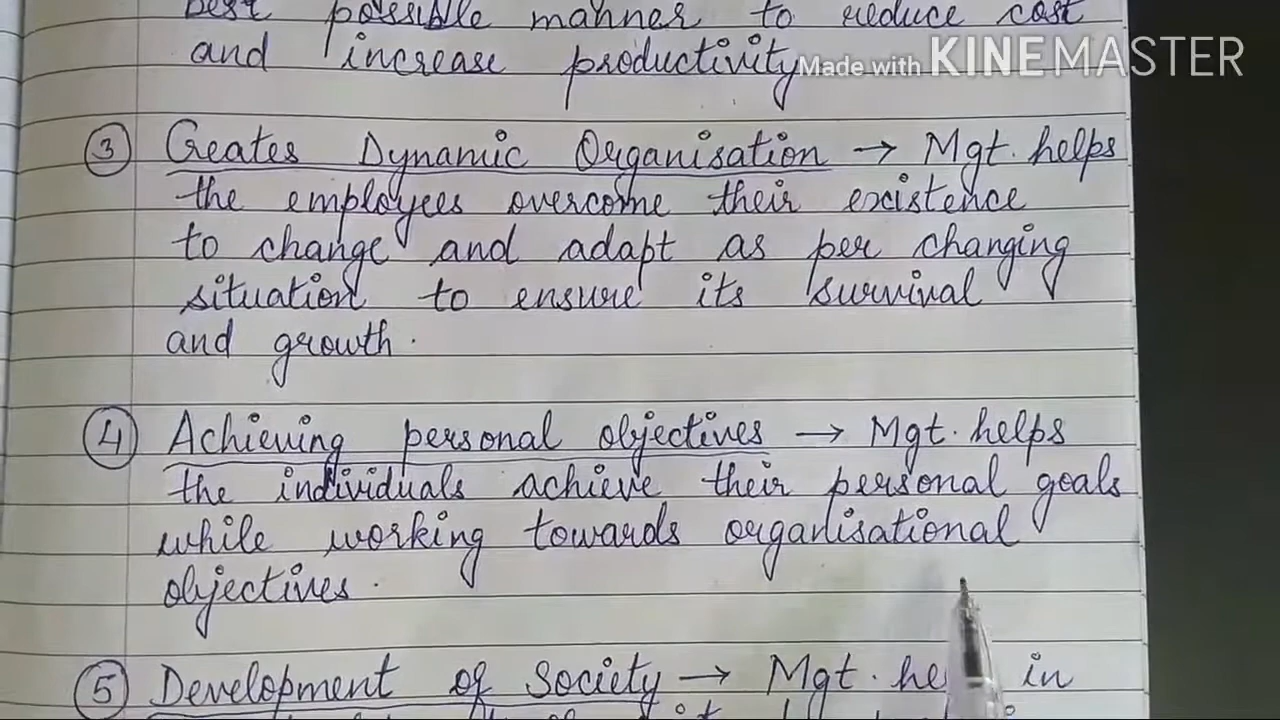 best possible manner to reduce cost
and increase productivity
Made with KINEMASTER
③ Creates Dynamic Organisation → Mgt. helps
the employees overcome their existence
to change and adapt as per changing
situation to ensure its survival
and growth.
④ Achieving personal objectives → Mgt. helps
the individuals achieve their personal goals
while working towards organisational
objectives.
⑤ Development of Society → Mgt. in